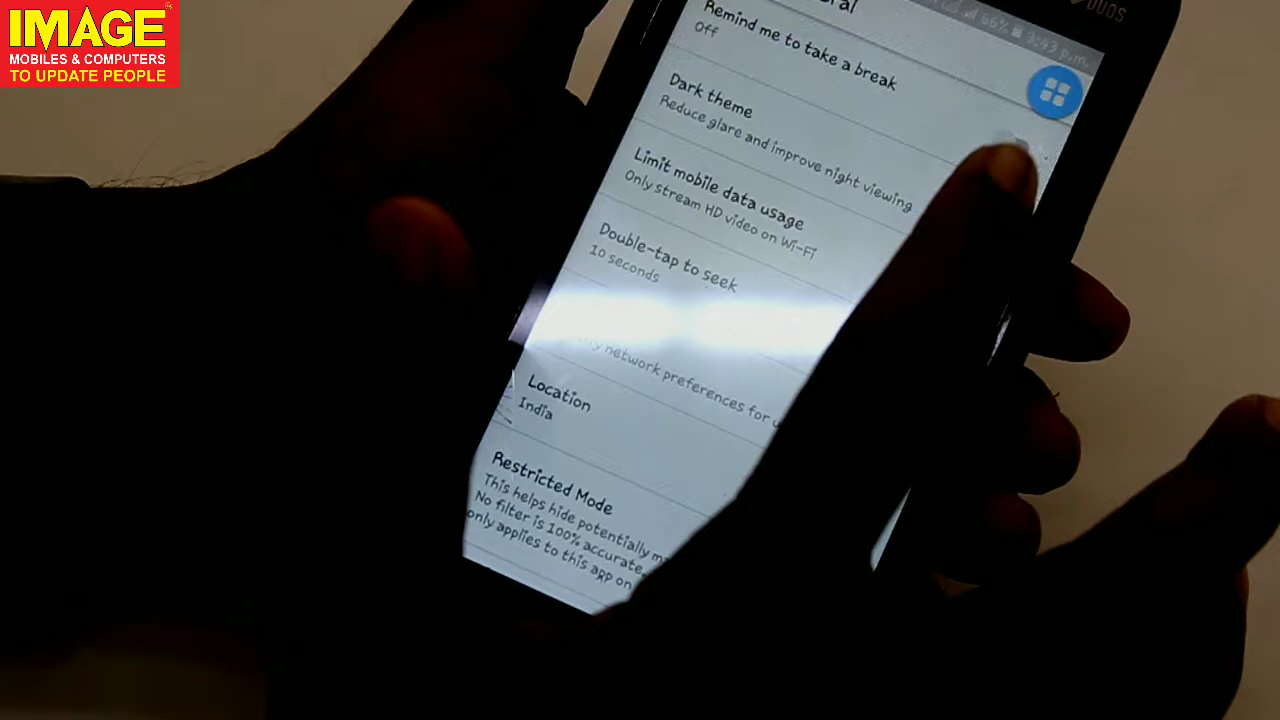 IMAGE
MOBILES & COMPUTERS
TO UPDATE PEOPLE
DUOS
66% 3:43 p.m.
Remind me to take a break
Off
Dark theme
Reduce glare and improve night viewing
Limit mobile data usage
Only stream HD video on Wi-Fi
Double-tap to seek
10 seconds
network preferences for
Location
India
Restricted Mode
This helps hide potentially
No filter is 100% accurate.
only applies to this app on